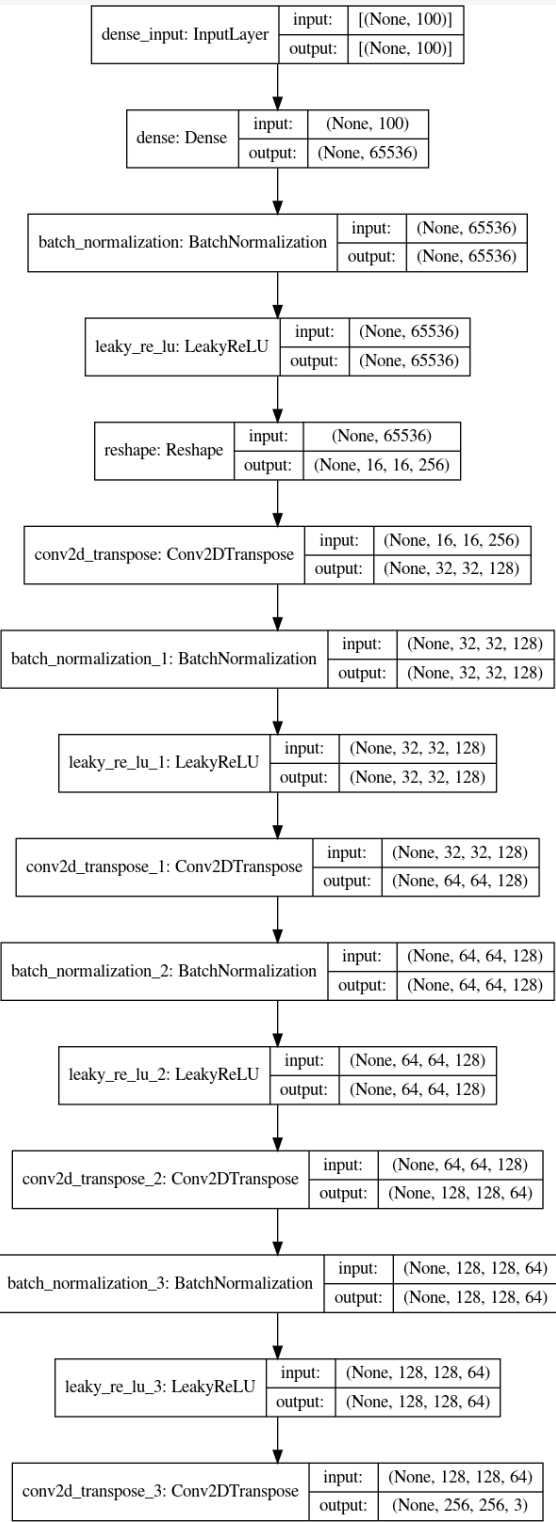 dense_input: InputLayer
input: [(None, 100)]
output: [(None, 100)]
dense: Dense
input: (None, 100)
output: (None, 65536)
batch_normalization: BatchNormalization
input: (None, 65536)
output: (None, 65536)
leaky_re_lu: LeakyReLU
input: (None, 65536)
output: (None, 65536)
reshape: Reshape
input: (None, 65536)
output: (None, 16, 16, 256)
conv2d_transpose: Conv2DTranspose
input: (None, 16, 16, 256)
output: (None, 32, 32, 128)
batch_normalization_1: BatchNormalization
input: (None, 32, 32, 128)
output: (None, 32, 32, 128)
leaky_re_lu_1: LeakyReLU
input: (None, 32, 32, 128)
output: (None, 32, 32, 128)
conv2d_transpose_1: Conv2DTranspose
input: (None, 32, 32, 128)
output: (None, 64, 64, 128)
batch_normalization_2: BatchNormalization
input: (None, 64, 64, 128)
output: (None, 64, 64, 128)
leaky_re_lu_2: LeakyReLU
input: (None, 64, 64, 128)
output: (None, 64, 64, 128)
conv2d_transpose_2: Conv2DTranspose
input: (None, 64, 64, 128)
output: (None, 128, 128, 64)
batch_normalization_3: BatchNormalization
input: (None, 128, 128, 64)
output: (None, 128, 128, 64)
leaky_re_lu_3: LeakyReLU
input: (None, 128, 128, 64)
output: (None, 128, 128, 64)
conv2d_transpose_3: Conv2DTranspose
input: (None, 128, 128, 64)
output: (None, 256, 256, 3)